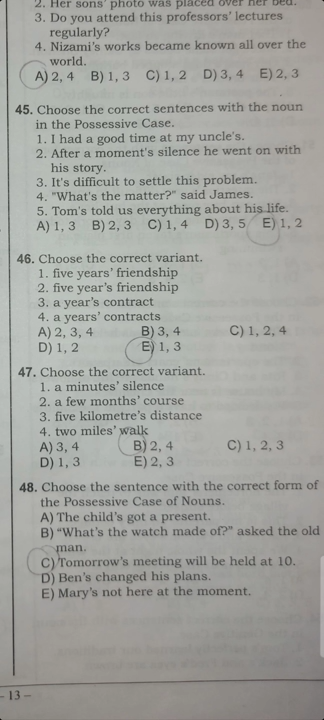 2. Her sons' photo was placed over her bed.
3. Do you attend this professors' lectures
regularly?
4. Nizami's works became known all over the
world.
A) 2, 4 B) 1, 3 C) 1, 2 D) 3, 4 E) 2, 3
45. Choose the correct sentences with the noun
in the Possessive Case.
1. I had a good time at my uncle's.
2. After a moment's silence he went on with
his story.
3. It's difficult to settle this problem.
4. "What's the matter?" said James.
5. Tom's told us everything about his life.
A) 1, 3 B) 2, 3 C) 1, 4 D) 3, 5 E) 1, 2
46. Choose the correct variant.
1. five years' friendship
2. five year's friendship
3. a year's contract
4. a years' contracts
A) 2, 3, 4 B) 3, 4 C) 1, 2, 4
D) 1, 2 E) 1, 3
47. Choose the correct variant.
1. a minutes' silence
2. a few months' course
3. five kilometre's distance
4. two miles' walk
A) 3, 4 B) 2, 4 C) 1, 2, 3
D) 1, 3 E) 2, 3
48. Choose the sentence with the correct form of
the Possessive Case of Nouns.
A) The child's got a present.
B) "What's the watch made of?" asked the old
man.
C) Tomorrow's meeting will be held at 10.
D) Ben's changed his plans.
E) Mary's not here at the moment.
- 13 -